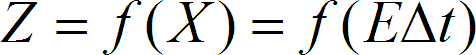 Z = f(X) = f(EΔt)